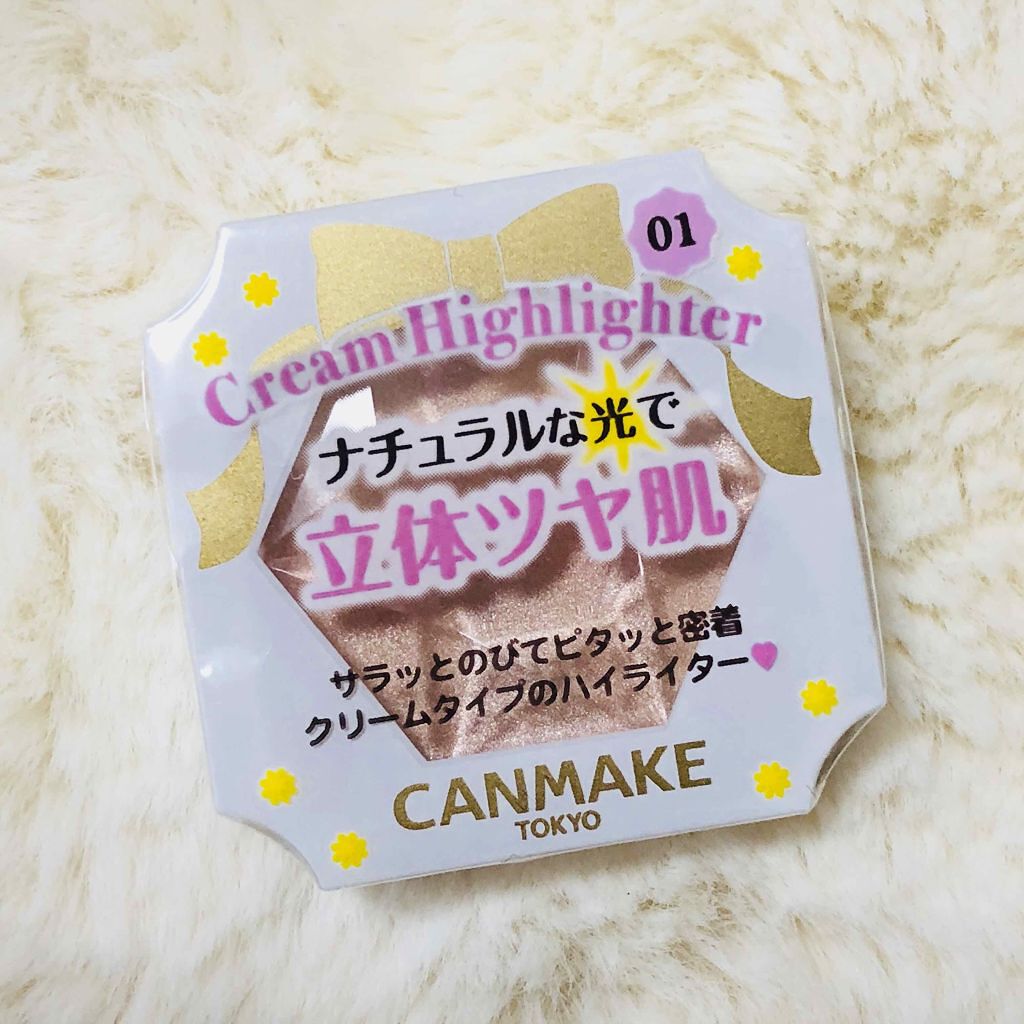 01
Cream Highlighter
ナチュラルな光で
立体ツヤ肌
サラッとのびてピタッと密着
クリームタイプのハイライター
CANMAKE
TOKYO